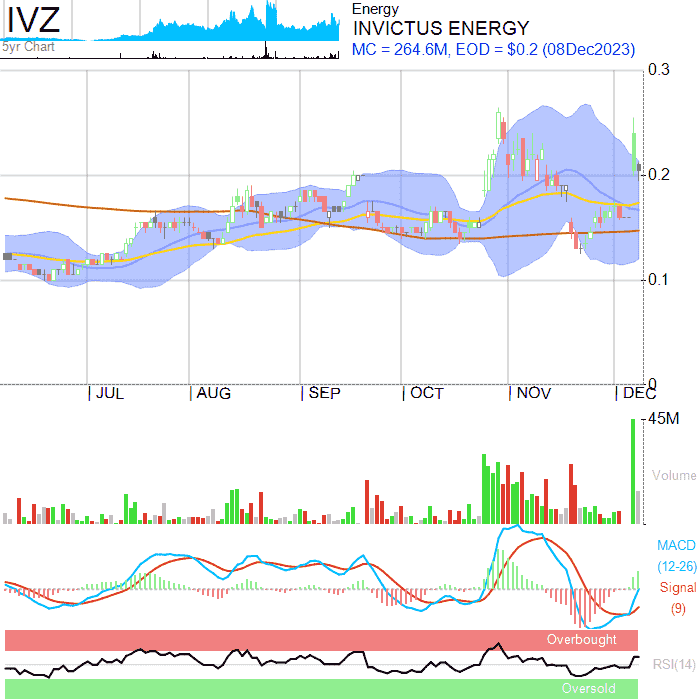 IVZ
5yr Chart
Energy
INVICTUS ENERGY
MC = 264.6M, EOD = $0.2 (08Dec2023)
0.3
0.2
0.1
0
JUL AUG SEP OCT NOV DEC
45M
Volume
MACD
(12-26)
Signal
(9)
Overbought
RSI(14)
Oversold